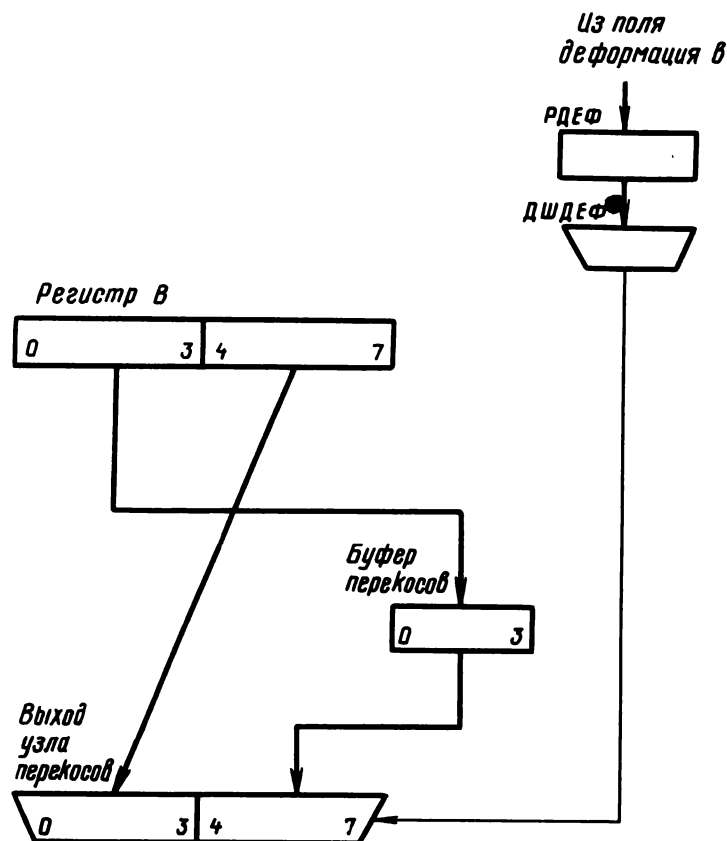 Из поля
деформация в
РДЕФ
ДШДЕФ
Регистр В
0 3 4 7
Буфер
перекосов
0 3
Выход
узла
перекосов
0 3 4 7